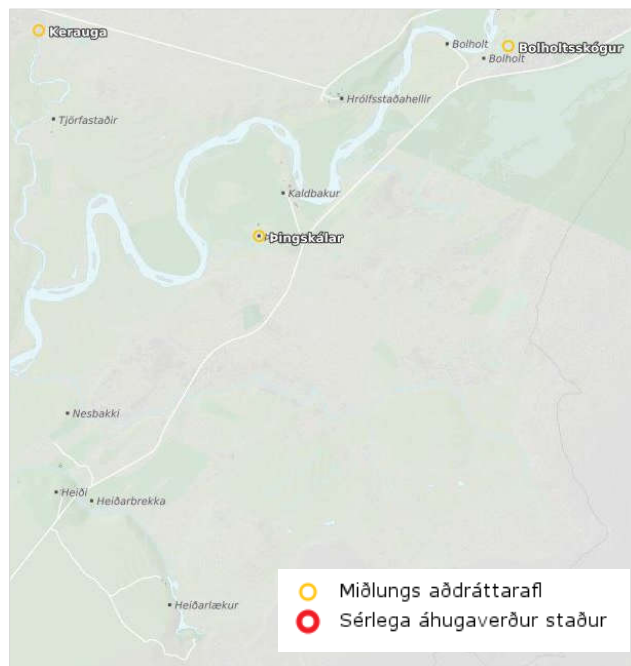 Kerauga
Bolholt
Bolholtsskógur
Bolholt
Hrólfsstaðahellir
Tjörfastaðir
Kaldbakur
Þingskálar
Nesbakki
Heiði
Heiðarbrekka
Miðlungs aðdráttarafl
Heiðarlækur
Sérlega áhugaverður staður